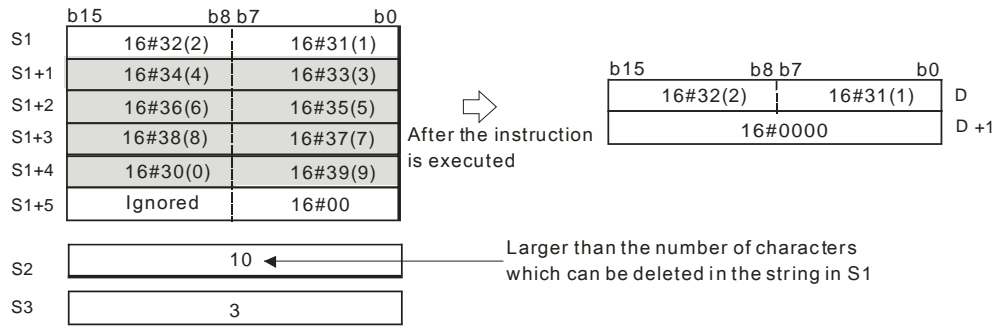 b15 b8 b7 b0
S1 16#32(2) 16#31(1)
S1+1 16#34(4) 16#33(3)
S1+2 16#36(6) 16#35(5)
S1+3 16#38(8) 16#37(7)
S1+4 16#30(0) 16#39(9)
S1+5 Ignored 16#00
After the instruction
is executed
b15 b8 b7 b0
16#32(2) 16#31(1) D
16#0000 D +1
S2 10
Larger than the number of characters
which can be deleted in the string in S1
S3 3